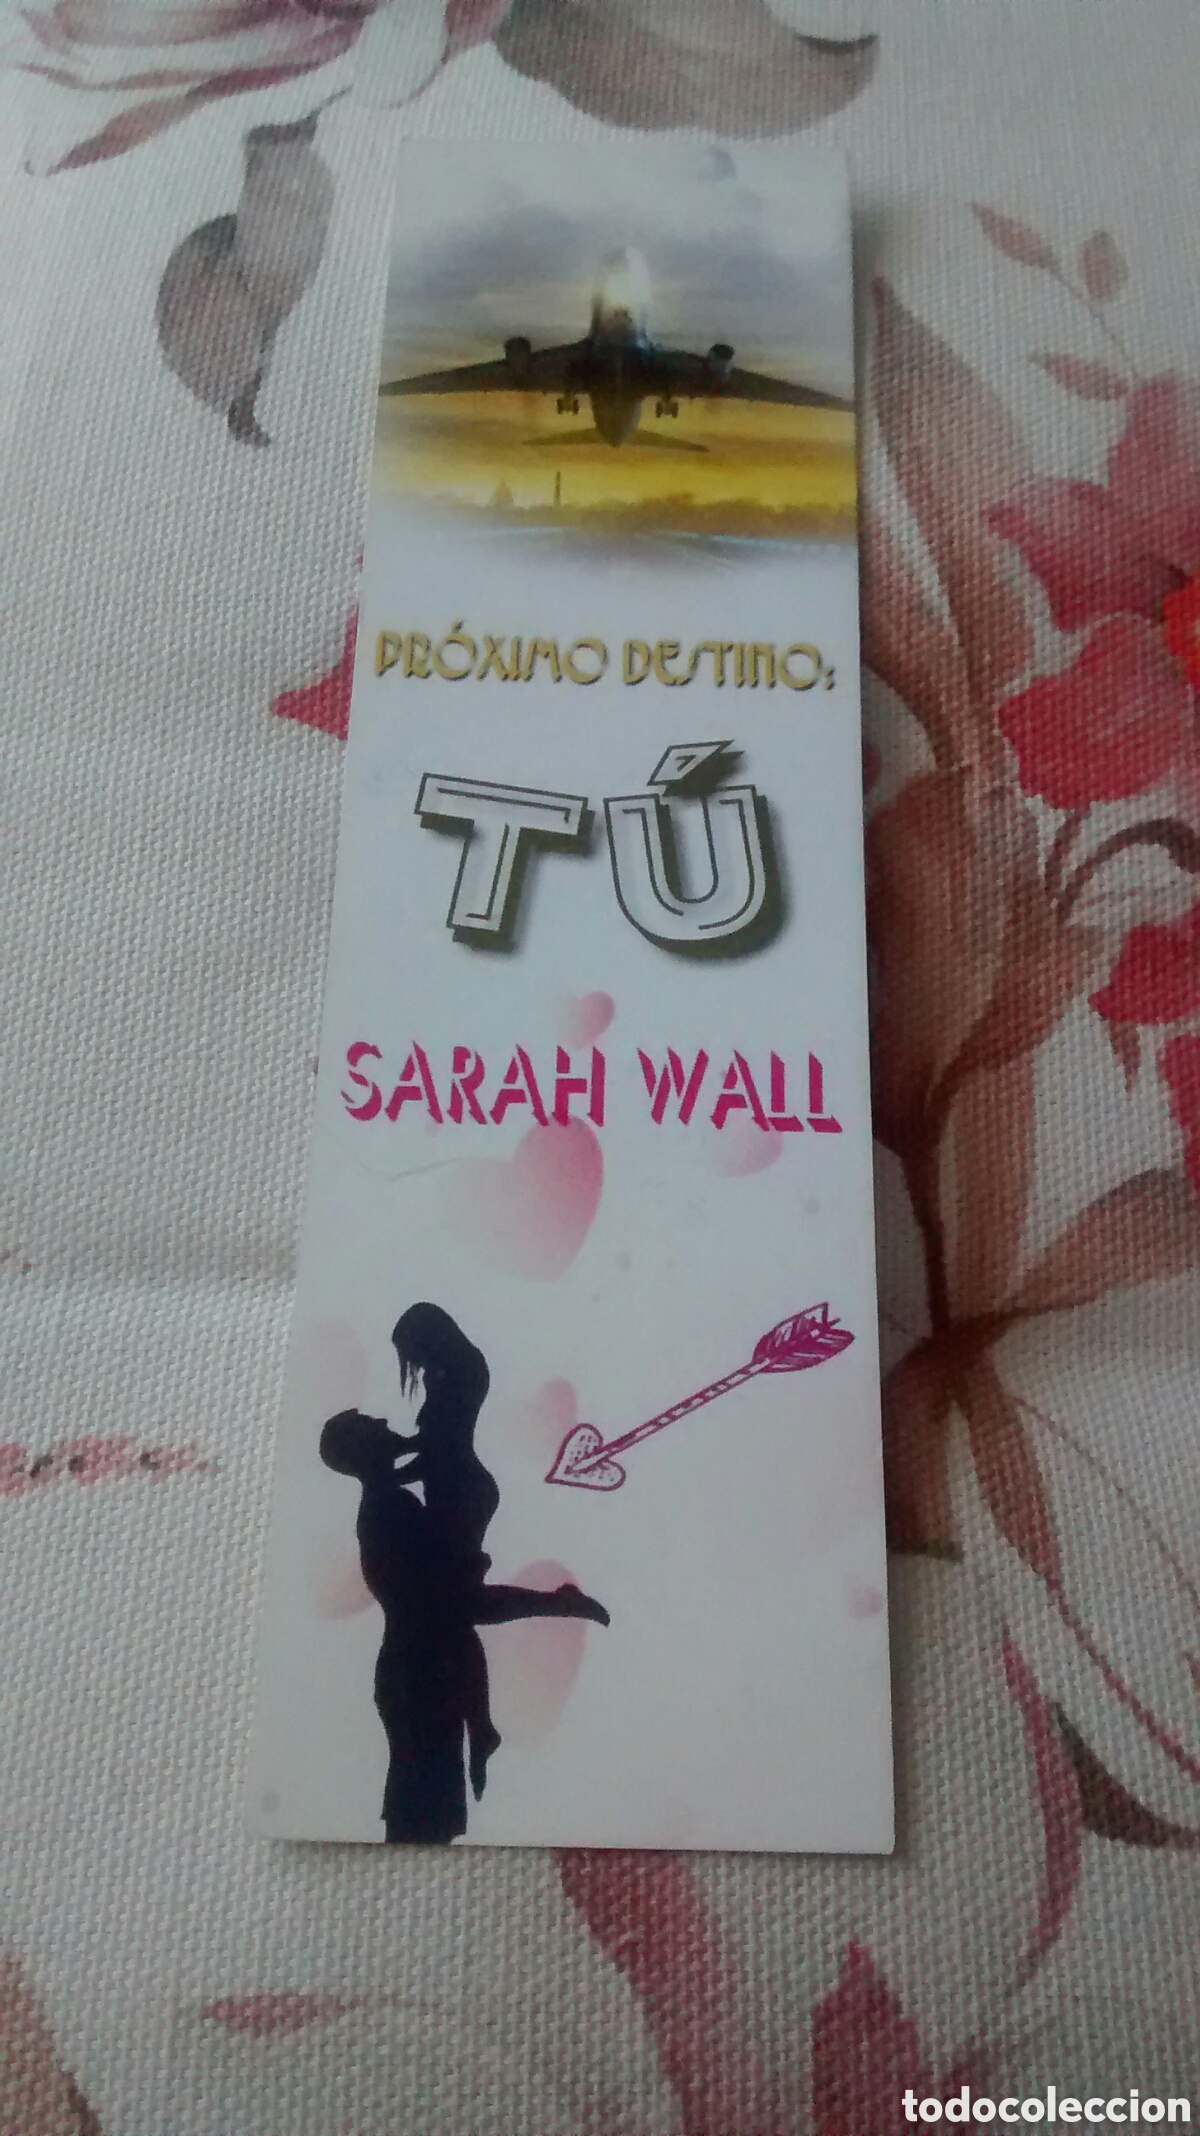 PRÓXIMO DESTINO:
TÚ
SARAH WALL
todocoleccion